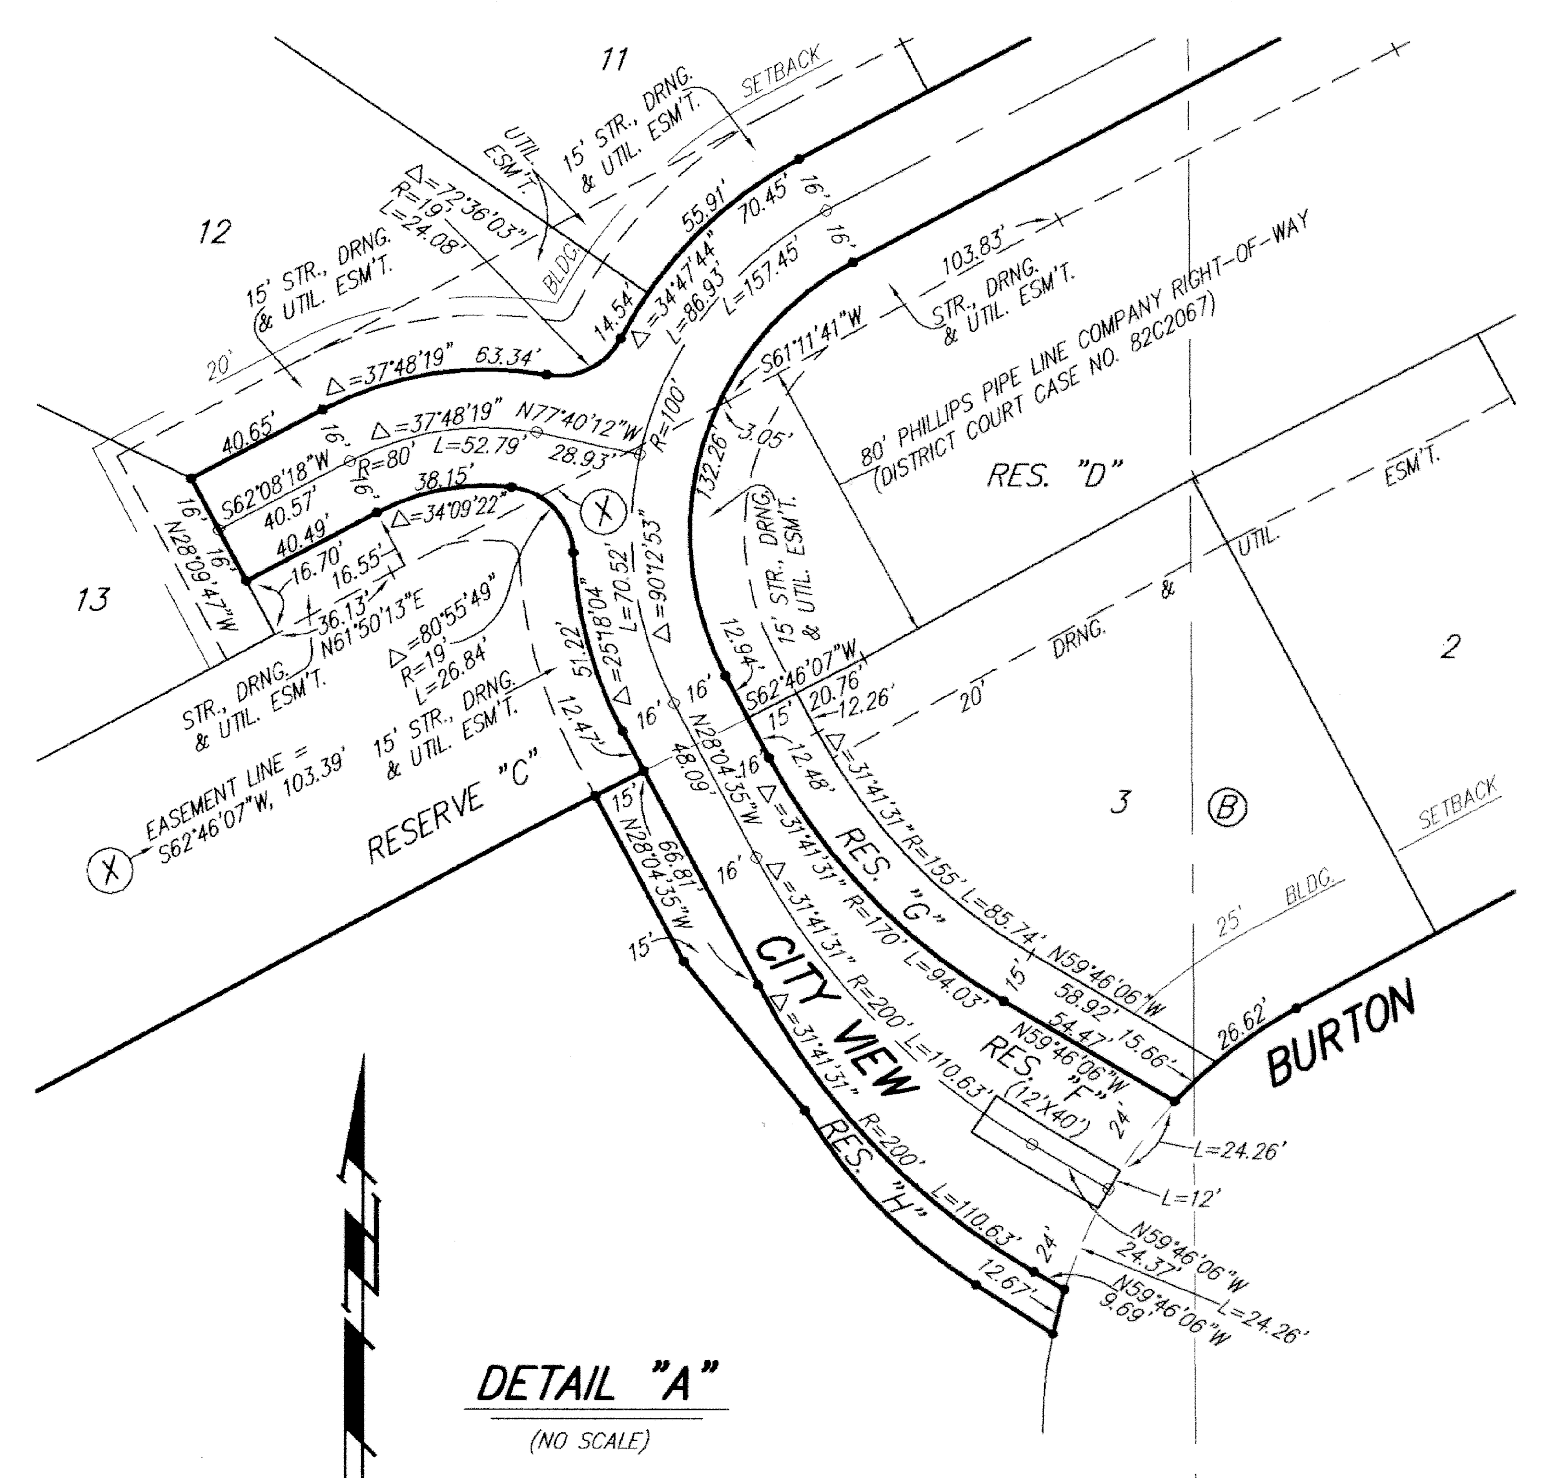 11
SETBACK
15' STR., DRNG.
& UTIL. ESM'T.
UTIL.
ESM'T.
△=72°36'03"
R=19'
L=24.08'
12
15' STR., DRNG.
& UTIL. ESM'T.
BLDG.
55.91'
70.45'
16'
16'
14.54'
△=34°47'44"
L=86.93'
L=157.45'
103.83'
STR., DRNG.
& UTIL. ESM'T.
S61°11'41"W
80' PHILLIPS PIPE LINE COMPANY RIGHT-OF-WAY
(DISTRICT COURT CASE NO. 82C2067)
20'
△=37°48'19"
63.34'
40.65'
16'
△=37°48'19"
N77°40'12"W
R=100'
3.05'
S62°08'18"W
R=80'
L=52.79'
28.93'
132.26'
RES. "D"
ESM'T.
16'
40.57'
16'
38.15'
X
16'
40.49'
△=34°09'22"
N28°09'47"W
16.70'
16.55'
36.13'
N61°50'13"E
△=80°55'49"
R=19'
L=26.84'
13
L=70.52'
△=90°12'53"
△=25°18'04"
51.22'
15' STR., DRNG.
& UTIL. ESM'T.
UTIL.
&
DRNG.
20'
2
12.94'
S62°46'07"W
STR., DRNG.
& UTIL. ESM'T.
15' STR., DRNG.
& UTIL. ESM'T.
12.47'
16'
16'
15'
20.76'
12.26'
EASEMENT LINE =
S62°46'07"W, 103.39'
X
RESERVE "C"
N28°04'35"W
48.09'
16'
12.48'
△=31°41'31"
R=155'
L=85.74'
3
B
SETBACK
15'
N28°04'35"W
66.81'
16'
△=31°41'31"
R=170'
L=94.03'
RES. "G"
25'
BLDG.
15'
△=31°41'31"
R=200'
L=110.63'
15'
N59°46'06"W
58.92'
15.66'
54.47'
N59°46'06"W
26.62'
BURTON
CITY VIEW
RES. "F"
(12'X40')
24'
△=31°41'31"
R=200'
L=110.63'
L=24.26'
L=12'
RES. "H"
24'
N59°46'06"W
24.37'
12.67'
N59°46'06"W
9.69'
L=24.26'
DETAIL "A"
(NO SCALE)